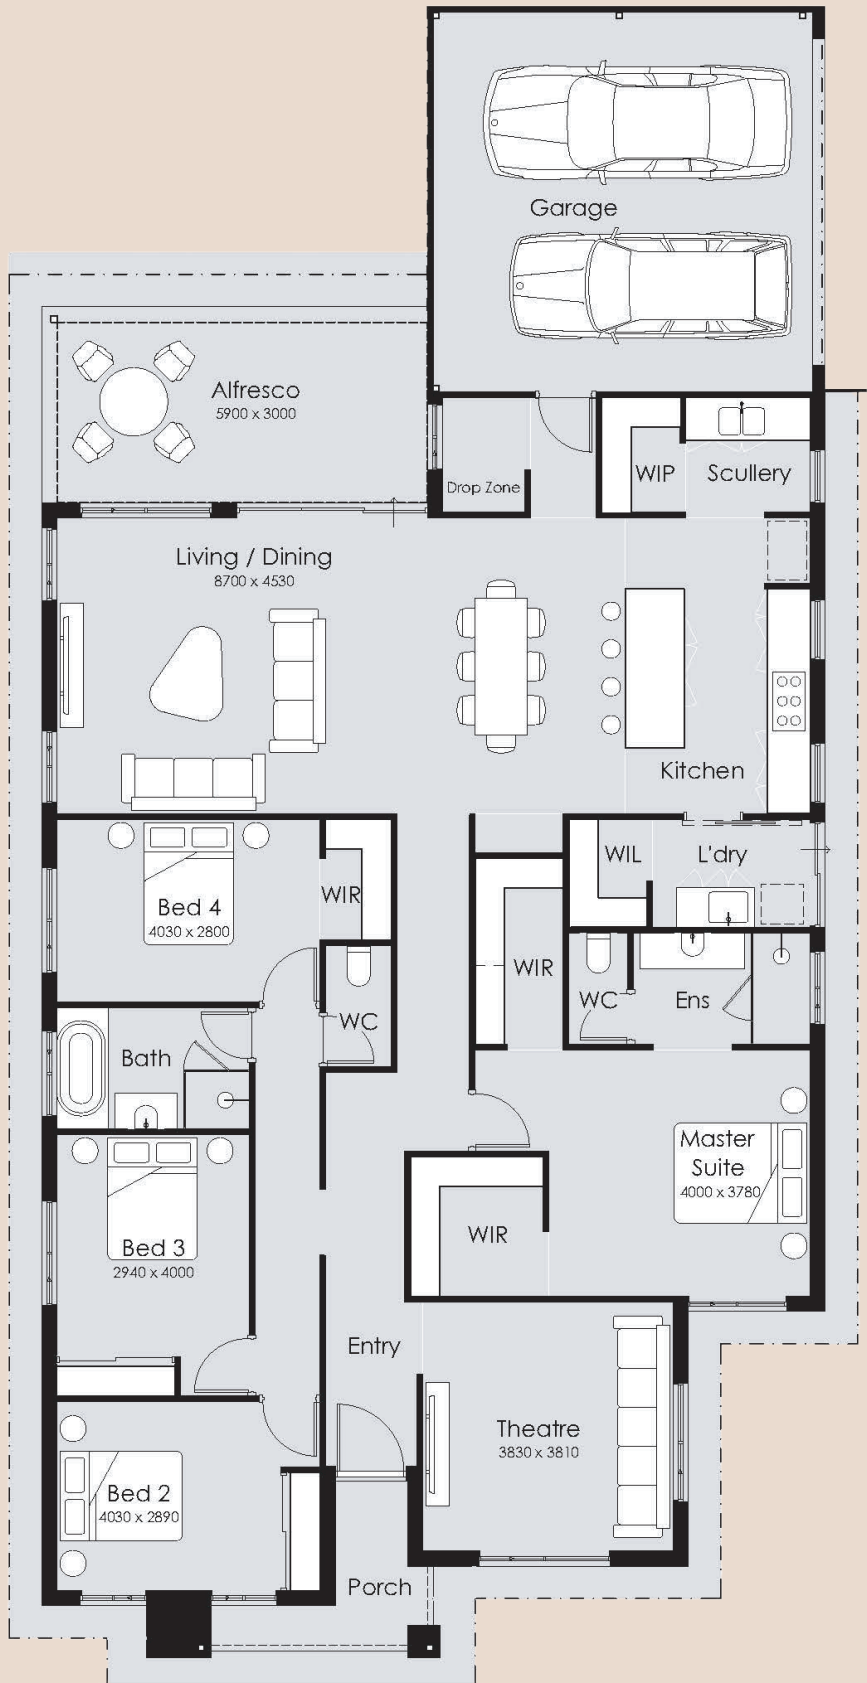 Garage
Alfresco
5900 x 3000
WIP
Scullery
Drop Zone
Living / Dining
8700 x 4530
Kitchen
WIL
L'dry
WIR
Bed 4
4030 x 2800
WIR
WC
Ens
WC
Bath
Master
Suite
4000 x 3780
WIR
Bed 3
2940 x 4000
Entry
Theatre
3830 x 3810
Bed 2
4030 x 2890
Porch